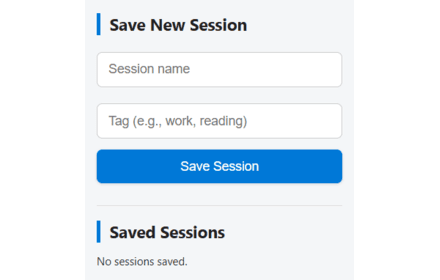 Save New Session
Session name
Tag (e.g., work, reading)
Save Session
Saved Sessions
No sessions saved.